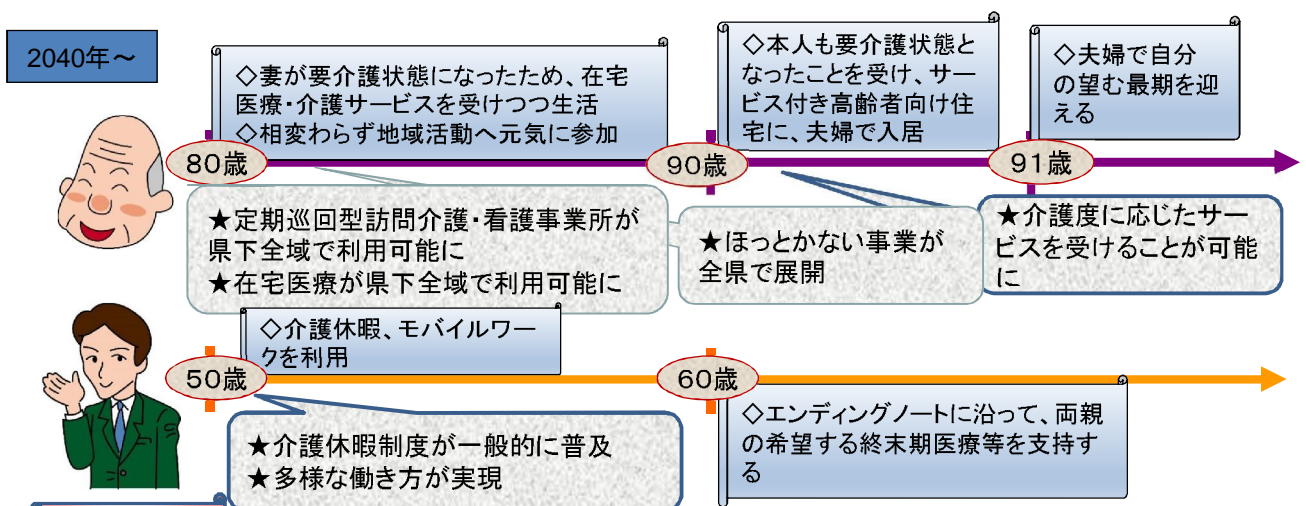 2040年～
◇妻が要介護状態になったため、在宅
医療・介護サービスを受けつつ生活
◇相変わらず地域活動へ元気に参加
◇本人も要介護状態と
なったことを受け、サー
ビス付き高齢者向け住
宅に、夫婦で入居
◇夫婦で自分
の望む最期を迎
える
80歳
90歳
91歳
★定期巡回型訪問介護・看護事業所が
県下全域で利用可能に
★在宅医療が県下全域で利用可能に
★ほっとかない事業が
全県で展開
★介護度に応じたサー
ビスを受けることが可能
に
◇介護休暇、モバイルワー
クを利用
50歳
60歳
★介護休暇制度が一般的に普及
★多様な働き方が実現
◇エンディングノートに沿って、両親
の希望する終末期医療等を支持す
る